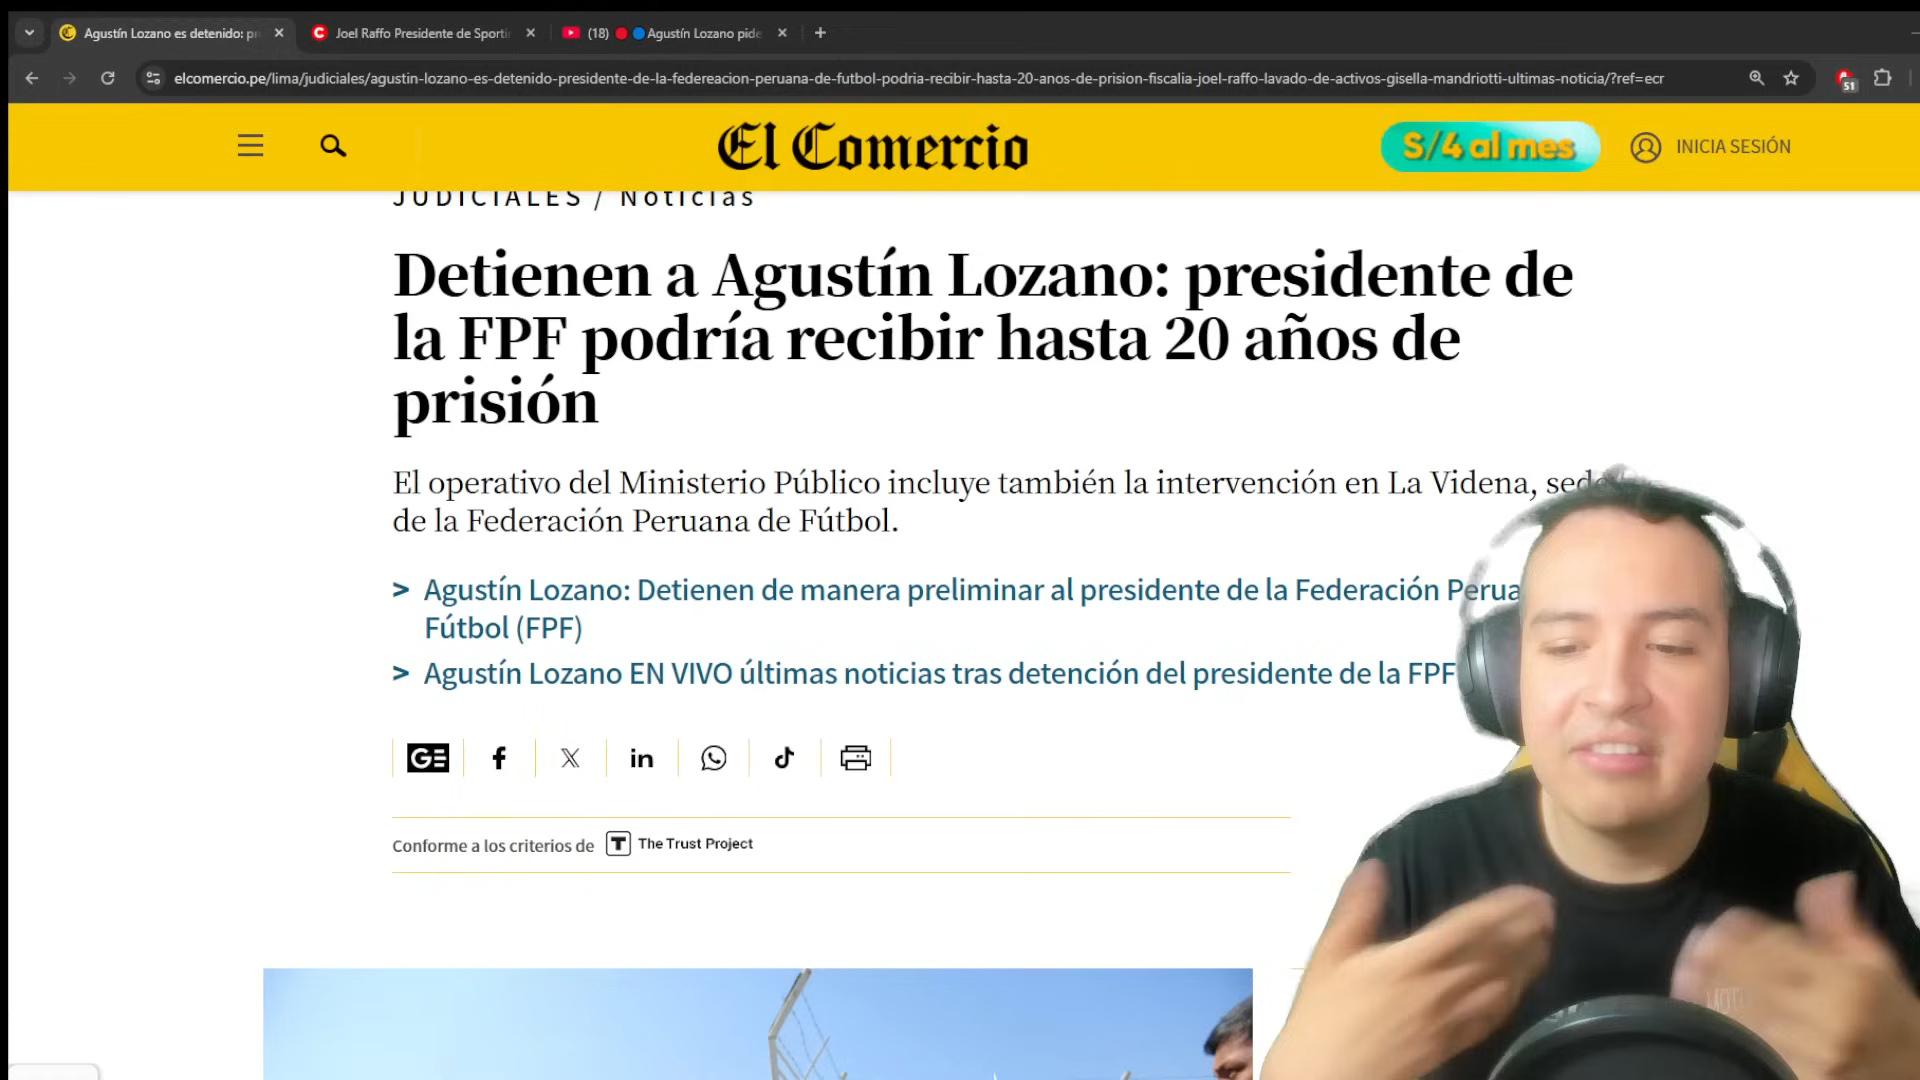 Agustín Lozano es detenido: pr
Joel Raffo Presidente de Sportin
(18) Agustín Lozano pide
elcomercio.pe/lima/judiciales/agustin-lozano-es-detenido-presidente-de-la-federeacion-peruana-de-futbol-podria-recibir-hasta-20-anos-de-prision-fiscalia-joel-raffo-lavado-de-activos-gisella-mandriotti-ultimas-noticia/?ref=ecr
51
El Comercio
S/4 al mes
INICIA SESIÓN
JUDICIALES / Noticias
Detienen a Agustín Lozano: presidente de
la FPF podría recibir hasta 20 años de
prisión
El operativo del Ministerio Público incluye también la intervención en La Videna, sede
de la Federación Peruana de Fútbol.
> Agustín Lozano: Detienen de manera preliminar al presidente de la Federación Perua
Fútbol (FPF)
> Agustín Lozano EN VIVO últimas noticias tras detención del presidente de la FPF
GE
in
Conforme a los criterios de T The Trust Project